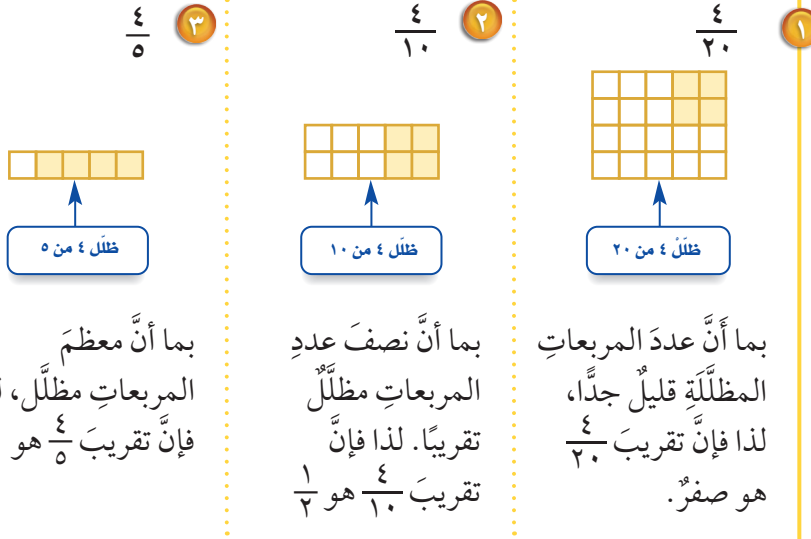 ١
٤/٢٠
ظلِّلْ ٤ من ٢٠
بما أَنَّ عددَ المربعاتِ
المظلَّلَةِ قليلٌ جدًّا،
لذا فإنَّ تقريبَ ٤/٢٠
هو صفرٌ.
٢
٤/١٠
ظلّل ٤ من ١٠
بما أنَّ نصفَ عددِ
المربعاتِ مظلَّلٌ
تقريبًا. لذا فإنَّ
تقريبَ ٤/١٠ هو ١/٢
٣
٤/٥
ظلّل ٤ من ٥
بما أنَّ معظمَ
المربعاتِ مظلَّل،
فإنَّ تقريبَ ٤/٥ هو